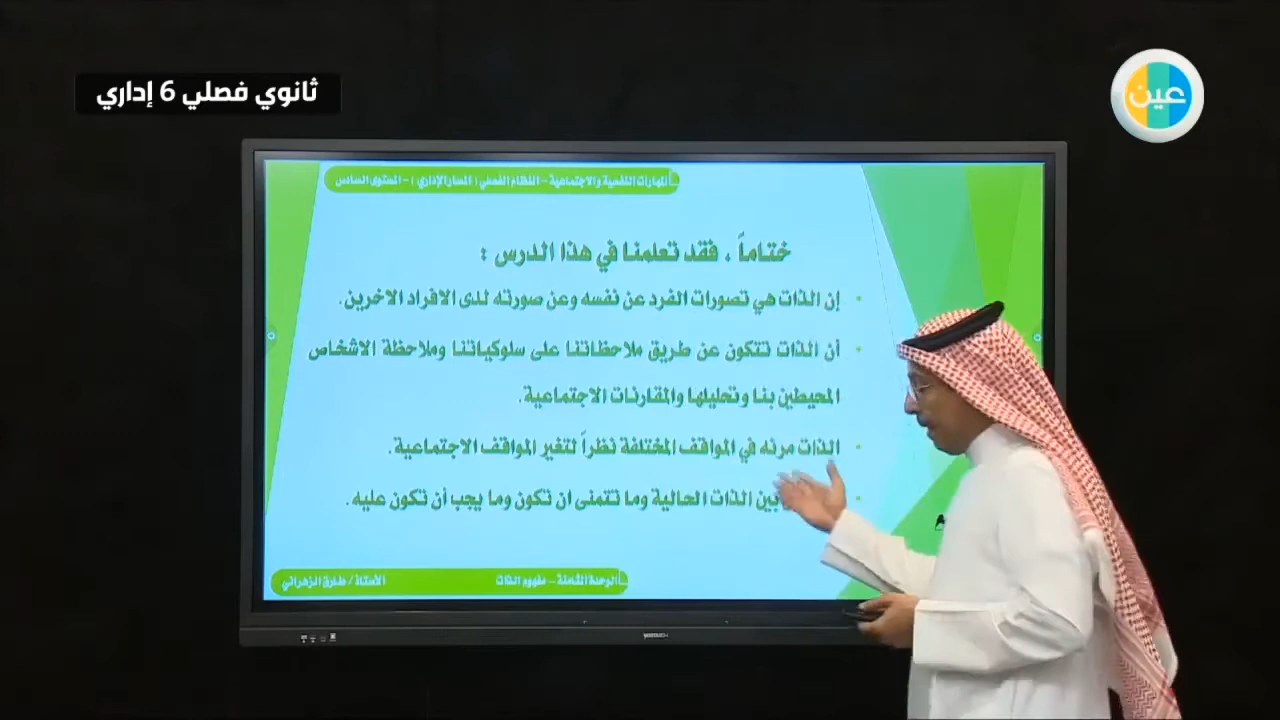 ثانوي فصلي 6 إداري
عين
المهارات النفسية والاجتماعية - النظام الفصلي ( المسار الإداري ) - المستوى السادس
ختاماً ، فقد تعلمنا في هذا الدرس :
إن الذات هي تصورات الفرد عن نفسه وعن صورته لدى الافراد الاخرين.
أن الذات تتكون عن طريق ملاحظاتنا على سلوكياتنا وملاحظة الاشخاص
المحيطين بنا وتحليلها والمقارنات الاجتماعية.
الذات مرنه في المواقف المختلفة نظراً لتغير المواقف الاجتماعية.
بين الذات الحالية وما تتمنى ان تكون وما يجب أن تكون عليه.
الوحدة الثامنة - مفهوم الذات
الأستاذ / طارق الزهراني